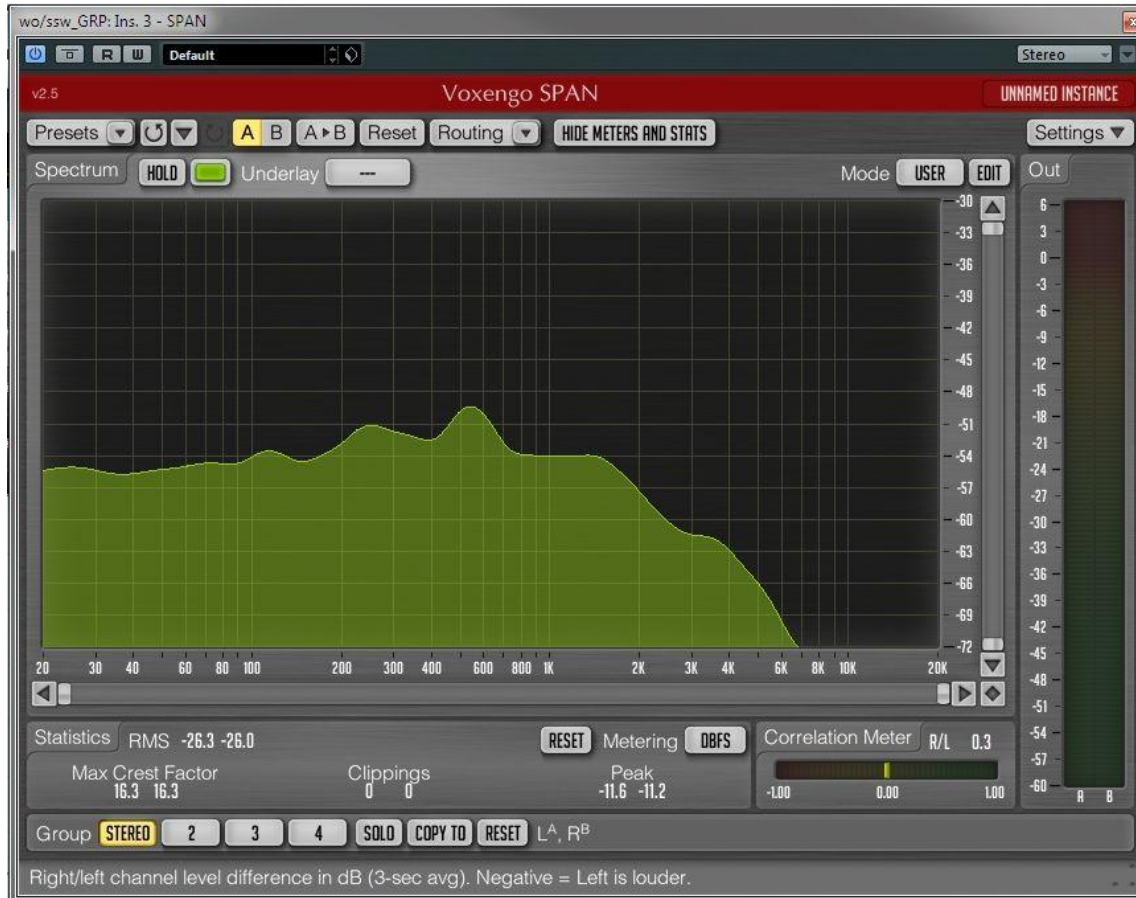 wo/ssw_GRP: Ins. 3 - SPAN
R W Default Stereo
v2.5 Voxengo SPAN UNNAMED INSTANCE
Presets A B A▸B Reset Routing HIDE METERS AND STATS Settings
Spectrum HOLD Underlay --- Mode USER EDIT Out
-30
-33
-36
-39
-42
-45
-48
-51
-54
-57
-60
-63
-66
-69
-72
20 30 40 60 80 100 200 300 400 600 800 1K 2K 3K 4K 6K 8K 10K 20K
6
3
0
-3
-6
-9
-12
-15
-18
-21
-24
-27
-30
-33
-36
-39
-42
-45
-48
-51
-54
-57
-60
A B
Statistics RMS -26.3 -26.0 RESET Metering DBFS
Max Crest Factor Clippings Peak
16.3 16.3 0 0 -11.6 -11.2
Correlation Meter R/L 0.3
-1.00 0.00 1.00
Group STEREO 2 3 4 SOLO COPY TO RESET Lᴬ, Rᴮ
Right/left channel level difference in dB (3-sec avg). Negative = Left is louder.